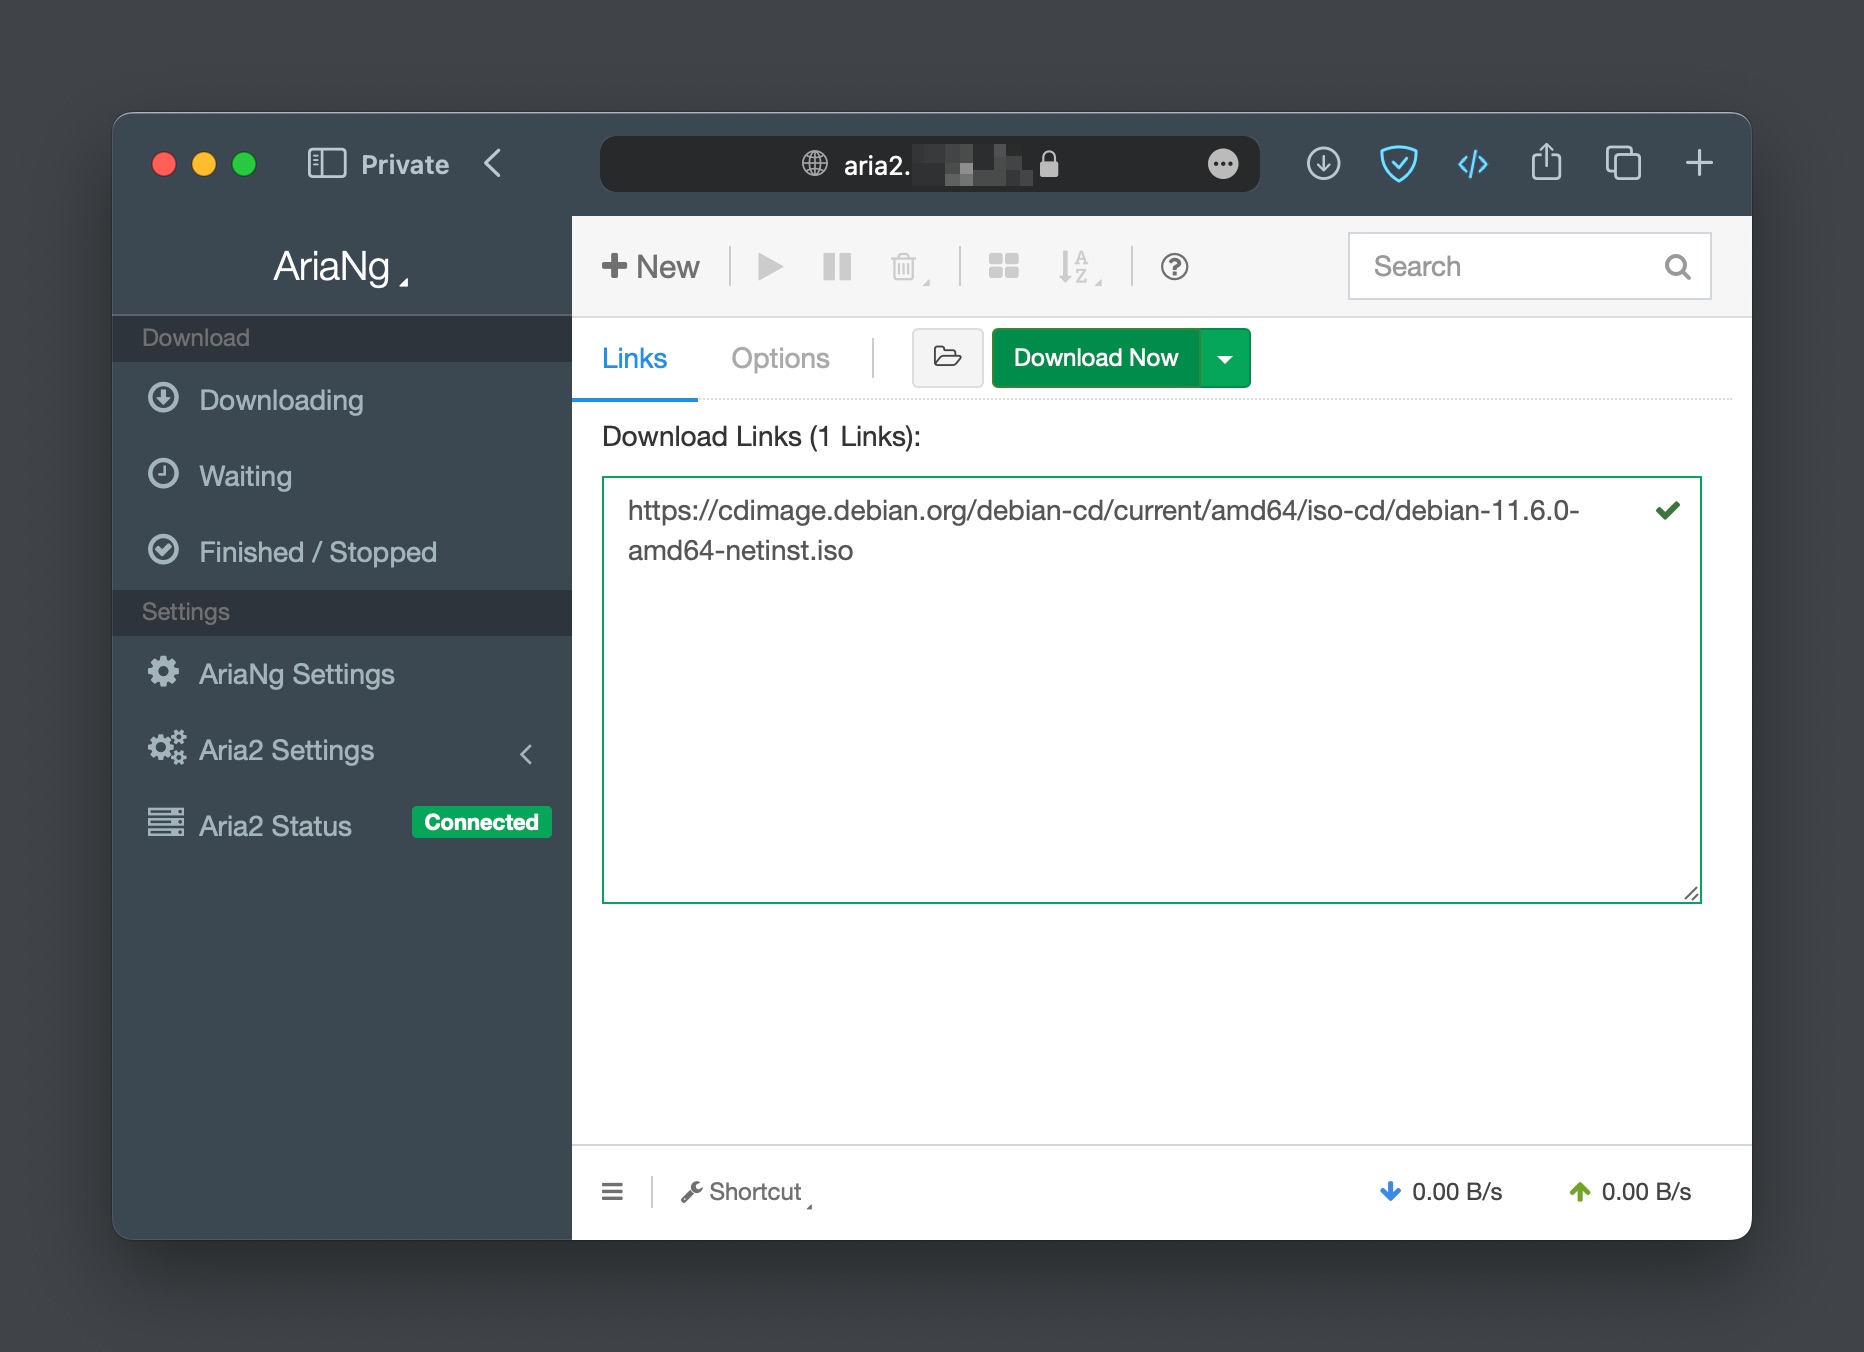 Private
aria2.
AriaNg
New
Search
Download
Links
Options
Download Now
Downloading
Download Links (1 Links):
Waiting
https://cdimage.debian.org/debian-cd/current/amd64/iso-cd/debian-11.6.0-
amd64-netinst.iso
Finished / Stopped
Settings
AriaNg Settings
Aria2 Settings
Aria2 Status
Connected
Shortcut
0.00 B/s
0.00 B/s